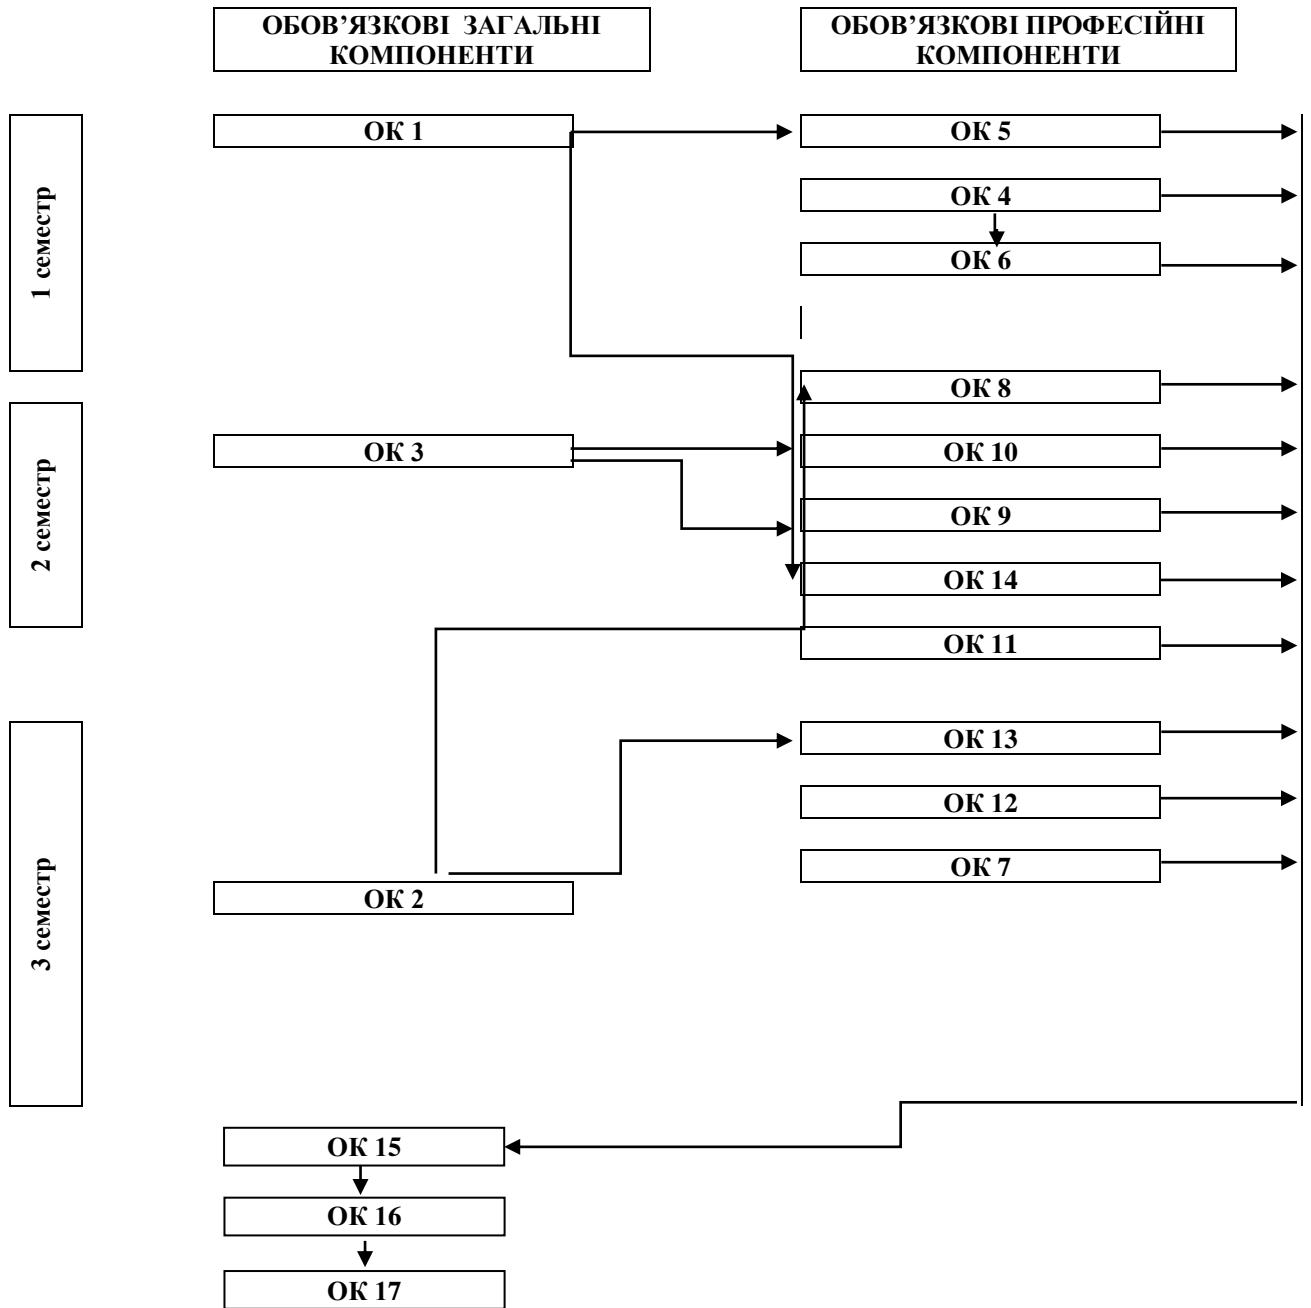 ОБОВ’ЯЗКОВІ ЗАГАЛЬНІ
КОМПОНЕНТИ
ОБОВ’ЯЗКОВІ ПРОФЕСІЙНІ
КОМПОНЕНТИ
1 семестр
ОК 1
ОК 5
ОК 4
ОК 6
ОК 8
2 семестр
ОК 3
ОК 10
ОК 9
ОК 14
ОК 11
3 семестр
ОК 13
ОК 12
ОК 7
ОК 2
ОК 15
ОК 16
ОК 17